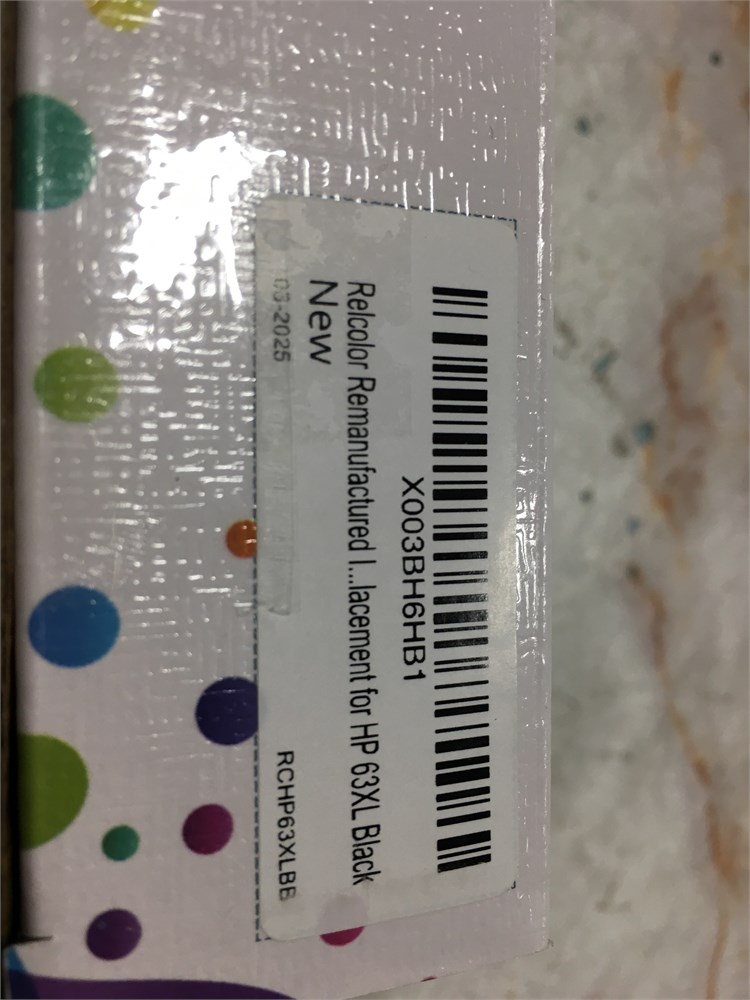 X003BH6HB1
Relcolor Remanufactured I...lacement for HP 63XL Black
New
03-2025
RCHP63XLBB